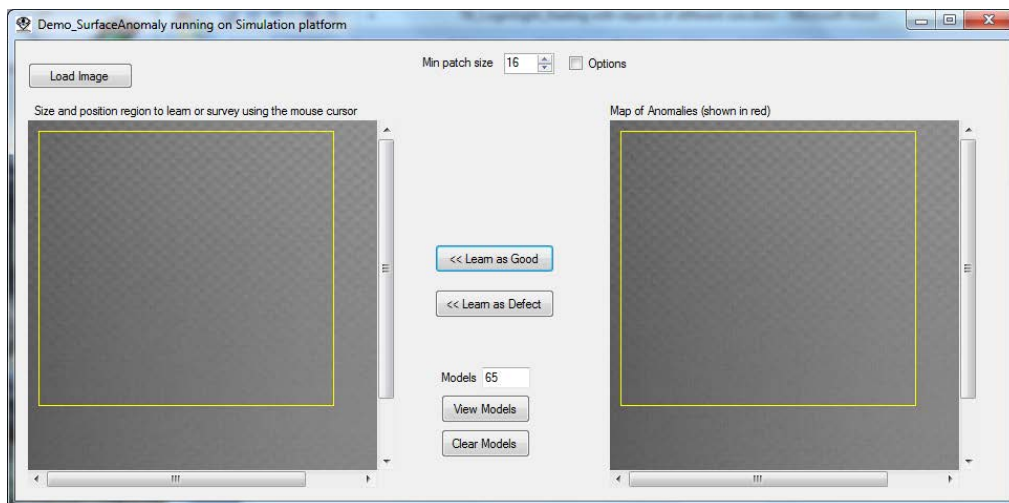 Demo_SurfaceAnomaly running on Simulation platform
Load Image
Min patch size 16 Options
Size and position region to learn or survey using the mouse cursor
Map of Anomalies (shown in red)
<< Learn as Good
<< Learn as Defect
Models 65
View Models
Clear Models